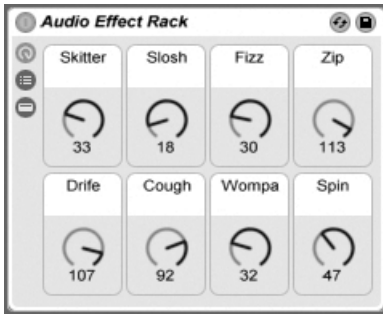 Audio Effect Rack
Skitter Slosh Fizz Zip
33 18 30 113
Drife Cough Wompa Spin
107 92 32 47